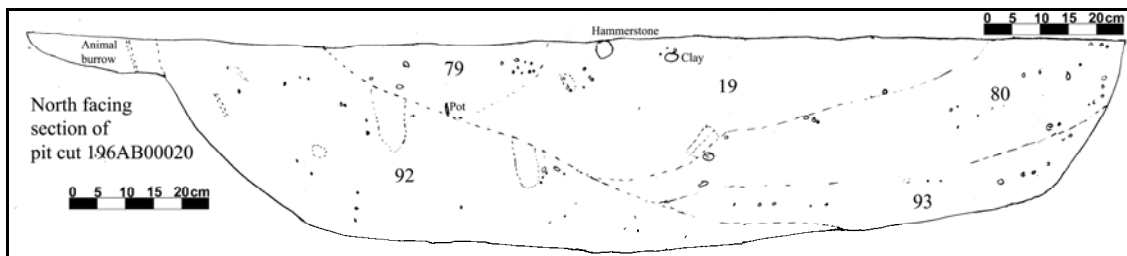 0 5 10 15 20cm
Hammerstone
Animal
burrow
79
Clay
19
80
North facing
section of
pit cut 196AB00020
Pot
92
0 5 10 15 20cm
93